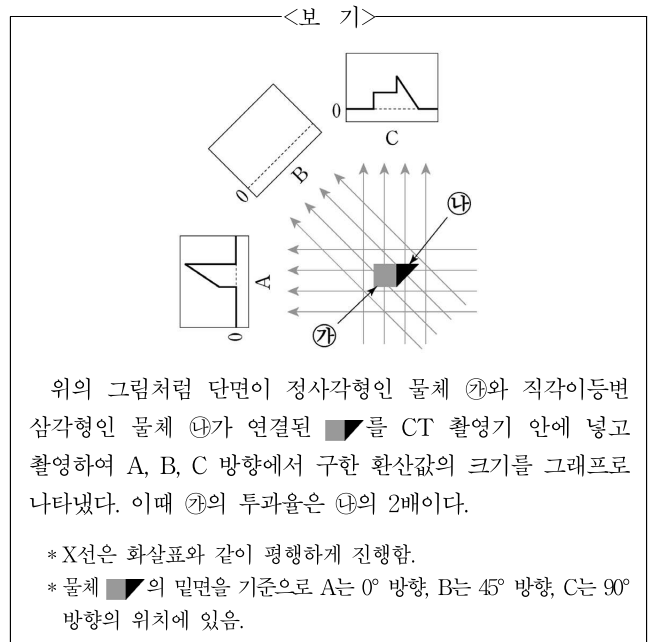 <보 기>
0
C
B
0
㉯
A
0
㉮
위의 그림처럼 단면이 정사각형인 물체 ㉮와 직각이등변
삼각형인 물체 ㉯가 연결된 를 CT 촬영기 안에 넣고
촬영하여 A, B, C 방향에서 구한 환산값의 크기를 그래프로
나타냈다. 이때 ㉮의 투과율은 ㉯의 2배이다.
* X선은 화살표와 같이 평행하게 진행함.
* 물체 의 밑면을 기준으로 A는 0° 방향, B는 45° 방향, C는 90°
방향의 위치에 있음.